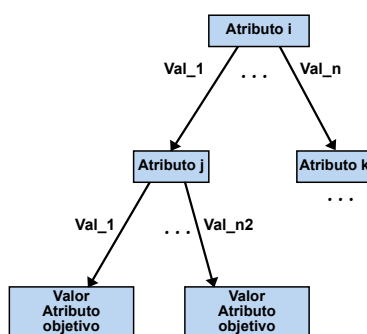 Atributo i
Val_1
. . .
Val_n
Atributo j
Atributo k
. . .
Val_1
. . .
Val_n2
Valor
Atributo
objetivo
Valor
Atributo
objetivo